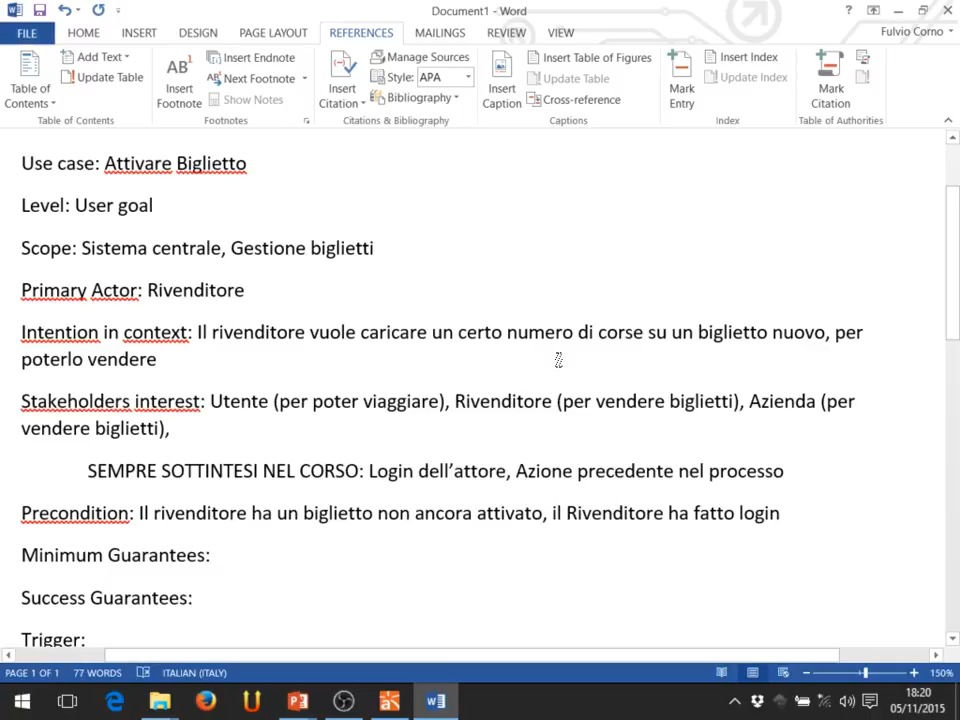 Document1 - Word
FILE HOME INSERT DESIGN PAGE LAYOUT REFERENCES MAILINGS REVIEW VIEW Fulvio Corno
Table of Contents
Add Text
Update Table
Table of Contents
AB¹
Insert Footnote
Insert Endnote
Next Footnote
Show Notes
Footnotes
Insert Citation
Manage Sources
Style: APA
Bibliography
Citations & Bibliography
Insert Caption
Insert Table of Figures
Update Table
Cross-reference
Captions
Mark Entry
Insert Index
Update Index
Index
Mark Citation
Table of Authorities
Use case: Attivare Biglietto
Level: User goal
Scope: Sistema centrale, Gestione biglietti
Primary Actor: Rivenditore
Intention in context: Il rivenditore vuole caricare un certo numero di corse su un biglietto nuovo, per
poterlo vendere
Stakeholders interest: Utente (per poter viaggiare), Rivenditore (per vendere biglietti), Azienda (per
vendere biglietti),
SEMPRE SOTTINTESI NEL CORSO: Login dell’attore, Azione precedente nel processo
Precondition: Il rivenditore ha un biglietto non ancora attivato, il Rivenditore ha fatto login
Minimum Guarantees:
Success Guarantees:
Trigger:
PAGE 1 OF 1 77 WORDS ITALIAN (ITALY) 150%
18:20
05/11/2015